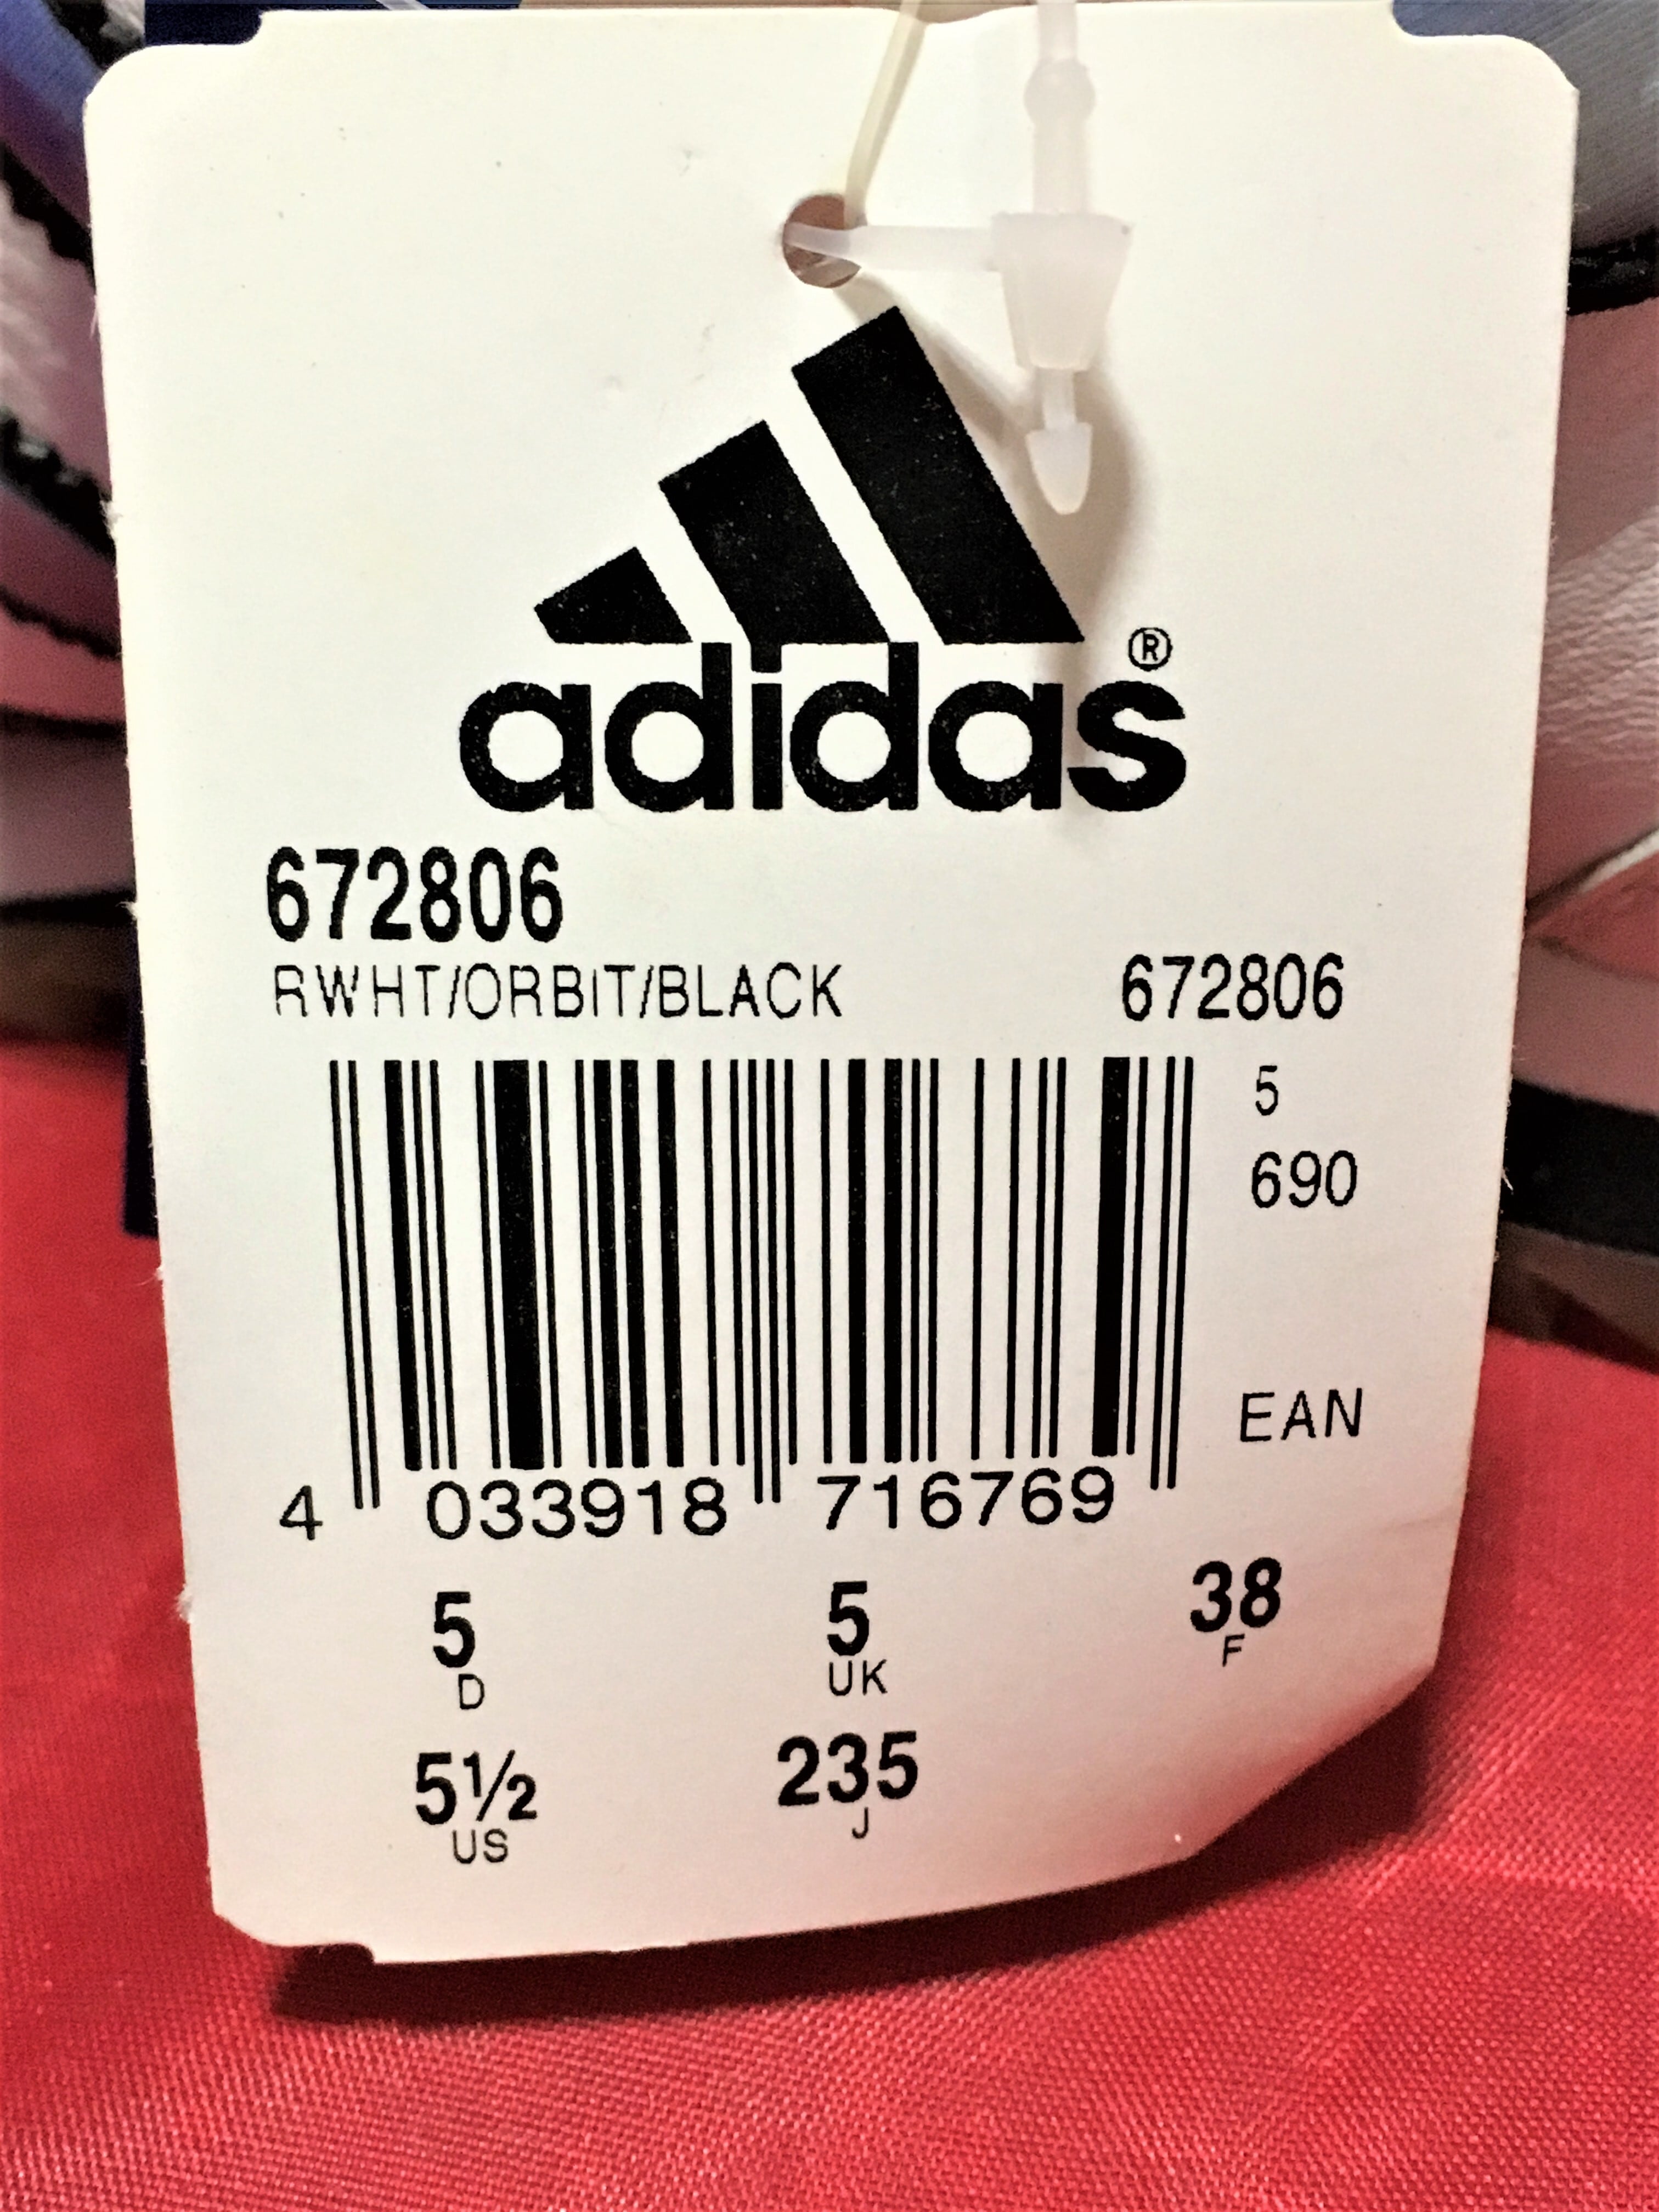 adidas®
672806
RWHT/ORBIT/BLACK 672806
5
690
EAN
4 033918 716769
5 5 38
D UK F
5½ 235
US J